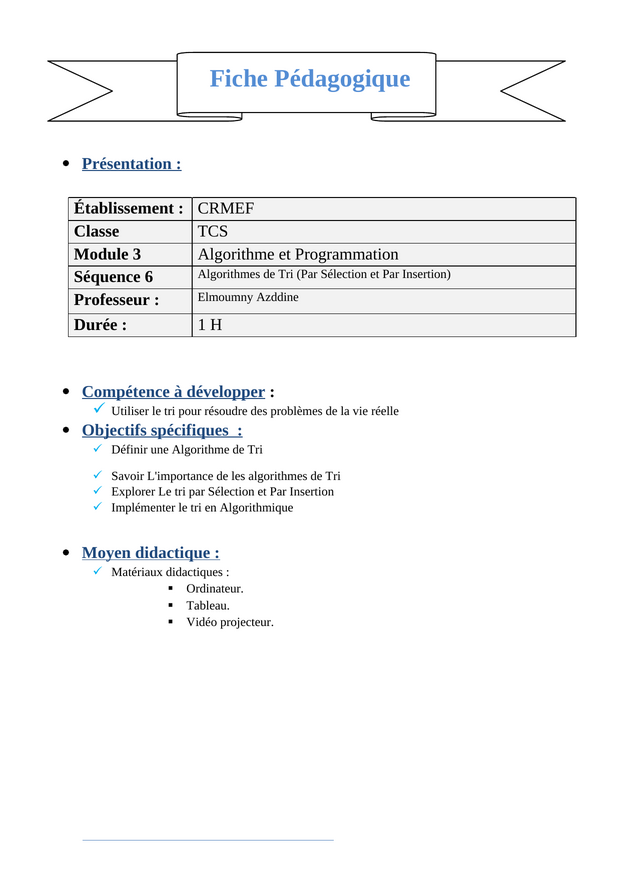 Fiche Pédagogique
Présentation :
Établissement : CRMEF
Classe TCS
Module 3 Algorithme et Programmation
Séquence 6 Algorithmes de Tri (Par Sélection et Par Insertion)
Professeur : Elmoumny Azddine
Durée : 1 H
Compétence à développer :
Utiliser le tri pour résoudre des problèmes de la vie réelle
Objectifs spécifiques :
Définir une Algorithme de Tri
Savoir L'importance de les algorithmes de Tri
Explorer Le tri par Sélection et Par Insertion
Implémenter le tri en Algorithmique
Moyen didactique :
Matériaux didactiques :
Ordinateur.
Tableau.
Vidéo projecteur.